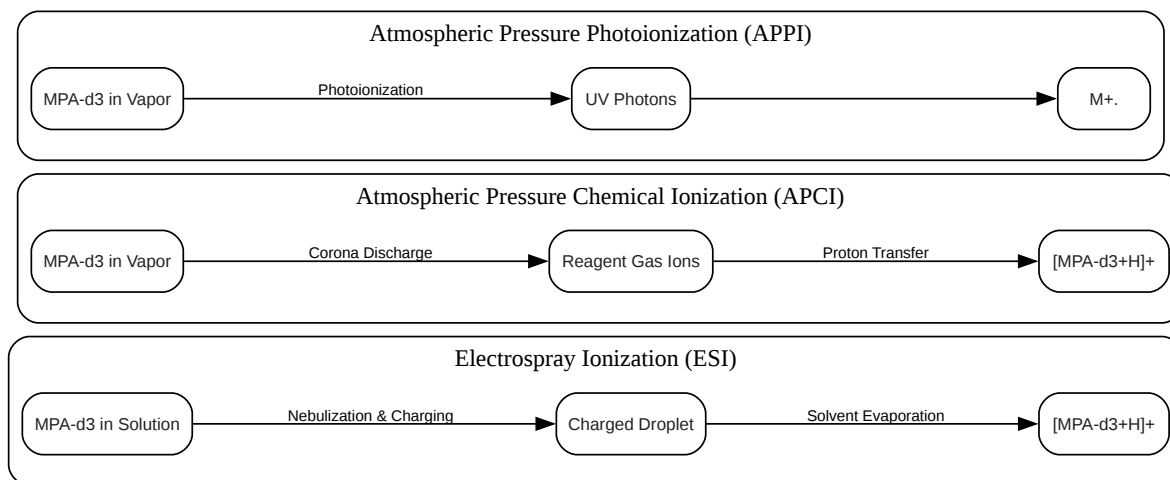 Atmospheric Pressure Photoionization (APPI)
MPA-d3 in Vapor
Photoionization
UV Photons
M+.
Atmospheric Pressure Chemical Ionization (APCI)
MPA-d3 in Vapor
Corona Discharge
Reagent Gas Ions
Proton Transfer
[MPA-d3+H]+
Electrospray Ionization (ESI)
MPA-d3 in Solution
Nebulization & Charging
Charged Droplet
Solvent Evaporation
[MPA-d3+H]+